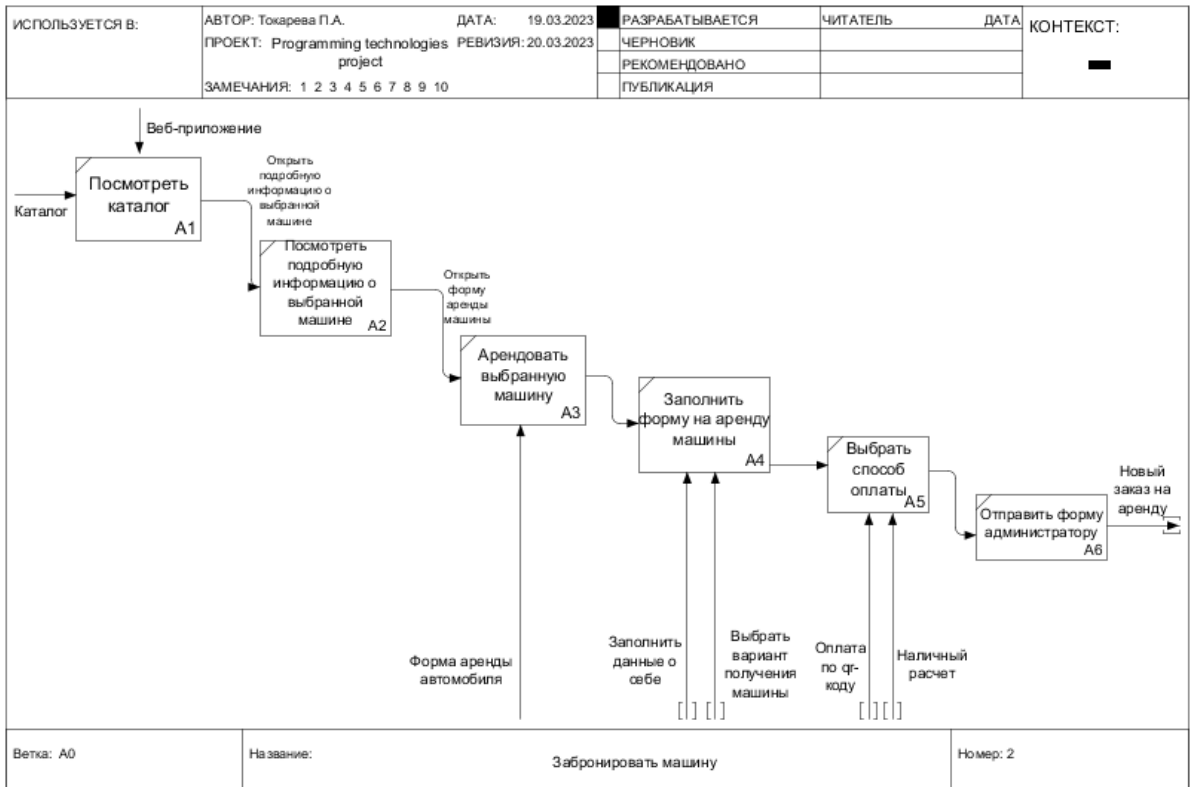 ИСПОЛЬЗУЕТСЯ В:
АВТОР: Токарева П.А.
ДАТА: 19.03.2023
ПРОЕКТ: Programming technologies
project
РЕВИЗИЯ: 20.03.2023
ЗАМЕЧАНИЯ: 1 2 3 4 5 6 7 8 9 10
РАЗРАБАТЫВАЕТСЯ
ЧЕРНОВИК
РЕКОМЕНДОВАНО
ПУБЛИКАЦИЯ
ЧИТАТЕЛЬ
ДАТА
КОНТЕКСТ:
Веб-приложение
Каталог
Посмотреть
каталог
A1
Открыть
подробную
информацию о
выбранной
машине
Посмотреть
подробную
информацию о
выбранной
машине
A2
Открыть
форму
аренды
машины
Арендовать
выбранную
машину
A3
Заполнить
форму на аренду
машины
A4
Выбрать
способ
оплаты
A5
Отправить форму
администратору
A6
Новый
заказ на
аренду
Форма аренды
автомобиля
Заполнить
данные о
себе
Выбрать
вариант
получения
машины
Оплата
по qr-
коду
Наличный
расчет
Ветка: A0
Название:
Забронировать машину
Номер: 2